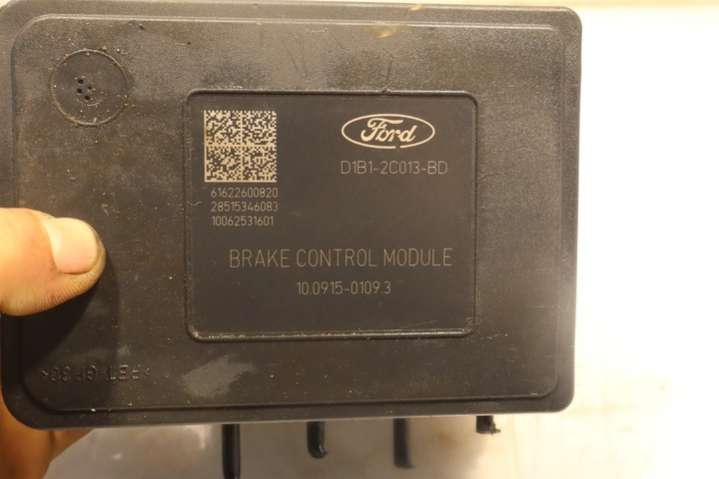 Ford
D1B1-2C013-BD
61622600820
28515346083
10062531601
BRAKE CONTROL MODULE
10.0915-0109.3